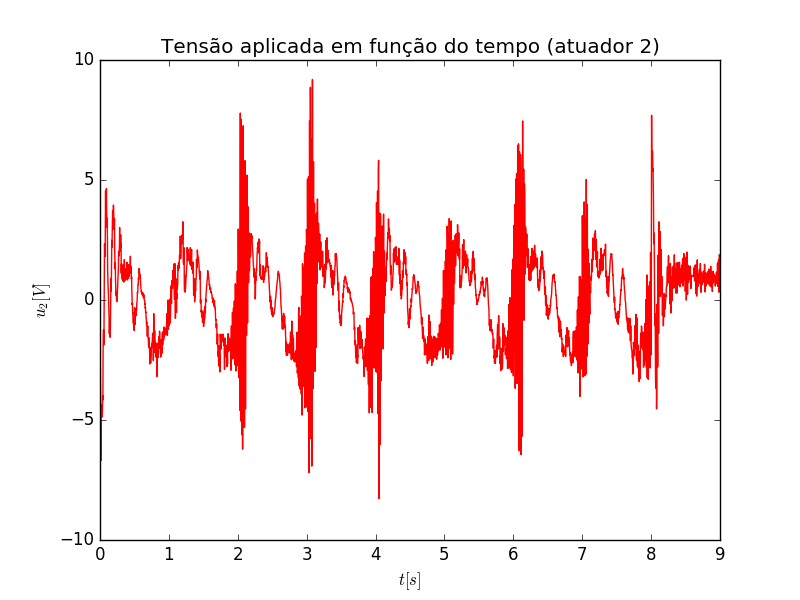 Tensão aplicada em função do tempo (atuador 2)
10
5
0
−5
−10
u₂[V]
0 1 2 3 4 5 6 7 8 9
t[s]